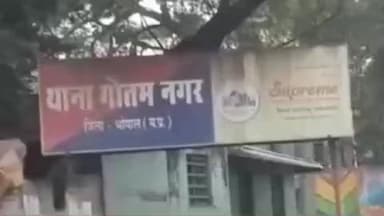 थाना गौतम नगर
जिला - भोपाल (म.प्र.)
Supreme